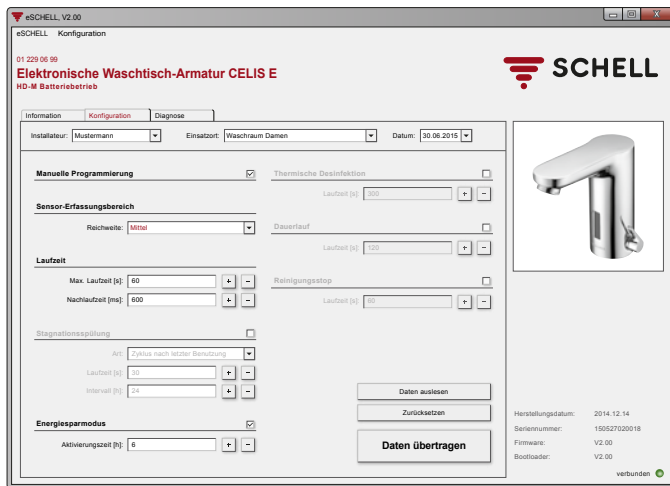 eSCHELL, V2.00
eSCHELL Konfiguration
01 229 06 99
Elektronische Waschtisch-Armatur CELIS E
HD-M Batteriebetrieb
SCHELL
Information Konfiguration Diagnose
Installateur: Mustermann Einsatzort: Waschraum Damen Datum: 30.06.2015
Manuelle Programmierung
Sensor-Erfassungsbereich
Reichweite: Mittel
Laufzeit
Max. Laufzeit [s]: 60 + -
Nachlaufzeit [ms]: 600 + -
Stagnationsspülung
Art: Zyklus nach letzter Benutzung
Laufzeit [s]: 30 + -
Intervall [h]: 24 + -
Energiesparmodus
Aktivierungszeit [h]: 6 + -
Thermische Desinfektion
Laufzeit [s]: 300 + -
Dauerlauf
Laufzeit [s]: 120 + -
Reinigungsstop
Laufzeit [s]: 60 + -
Daten auslesen
Zurücksetzen
Daten übertragen
Herstellungsdatum: 2014.12.14
Seriennummer: 150527020018
Firmware: V2.00
Bootloader: V2.00
verbunden